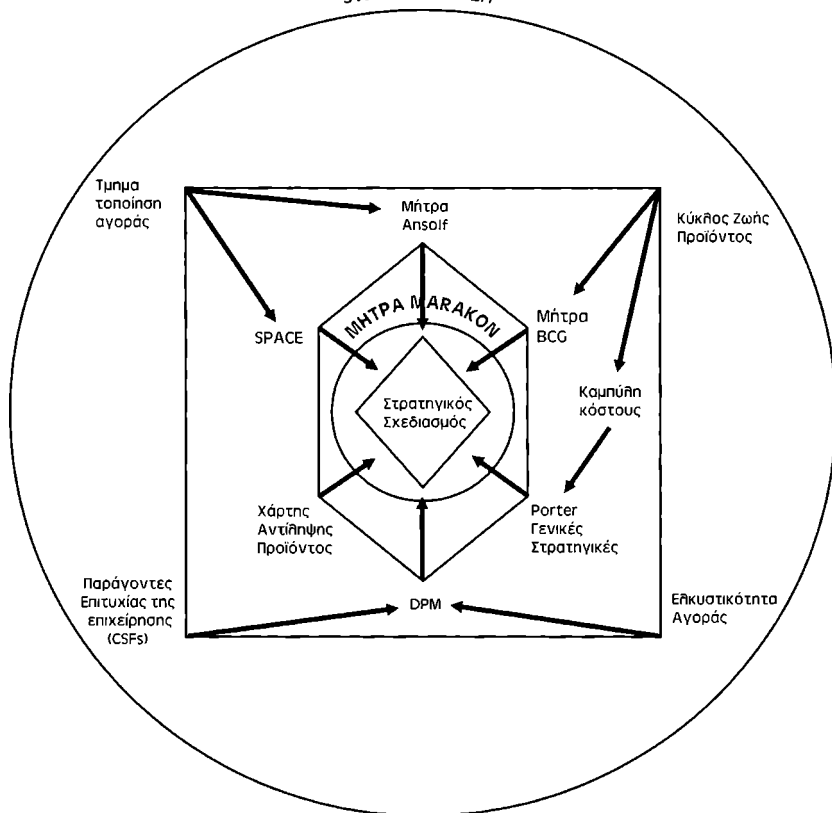 Τμημα
τοποίηση
αγοράς
Μήτρα
Ansolf
Κύκλος Ζωής
Προϊόντος
ΜΗΤΡΑ MARAKON
SPACE
Μήτρα
BCG
Στρατηγικός
Σχεδιασμός
Καμπύλη
κόστους
Χάρτης
Αντίληψης
Προϊόντος
Porter
Γενικές
Στρατηγικές
Παράγοντες
Επιτυχίας της
επιχείρησης
(CSFs)
DPM
Ελκυστικότητα
Αγοράς